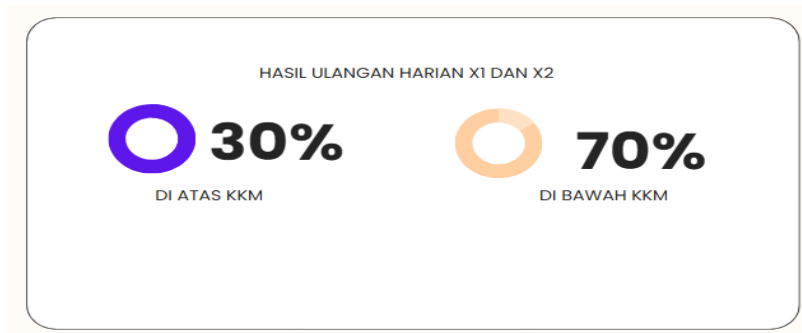 HASIL ULANGAN HARIAN X1 DAN X2
30%
70%
DI ATAS KKM
DI BAWAH KKM